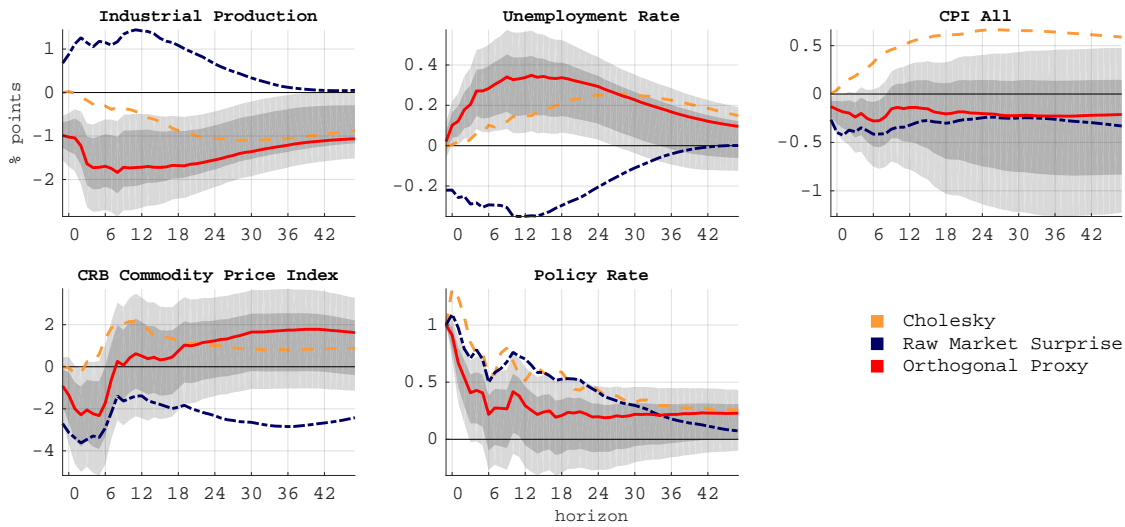 Industrial Production
Unemployment Rate
CPI All
% points
1
0
-1
-2
0 6 12 18 24 30 36 42
0.4
0.2
0
-0.2
0 6 12 18 24 30 36 42
0.5
0
-0.5
-1
0 6 12 18 24 30 36 42
CRB Commodity Price Index
Policy Rate
2
0
-2
-4
0 6 12 18 24 30 36 42
1
0.5
0
0 6 12 18 24 30 36 42
horizon
Cholesky
Raw Market Surprise
Orthogonal Proxy